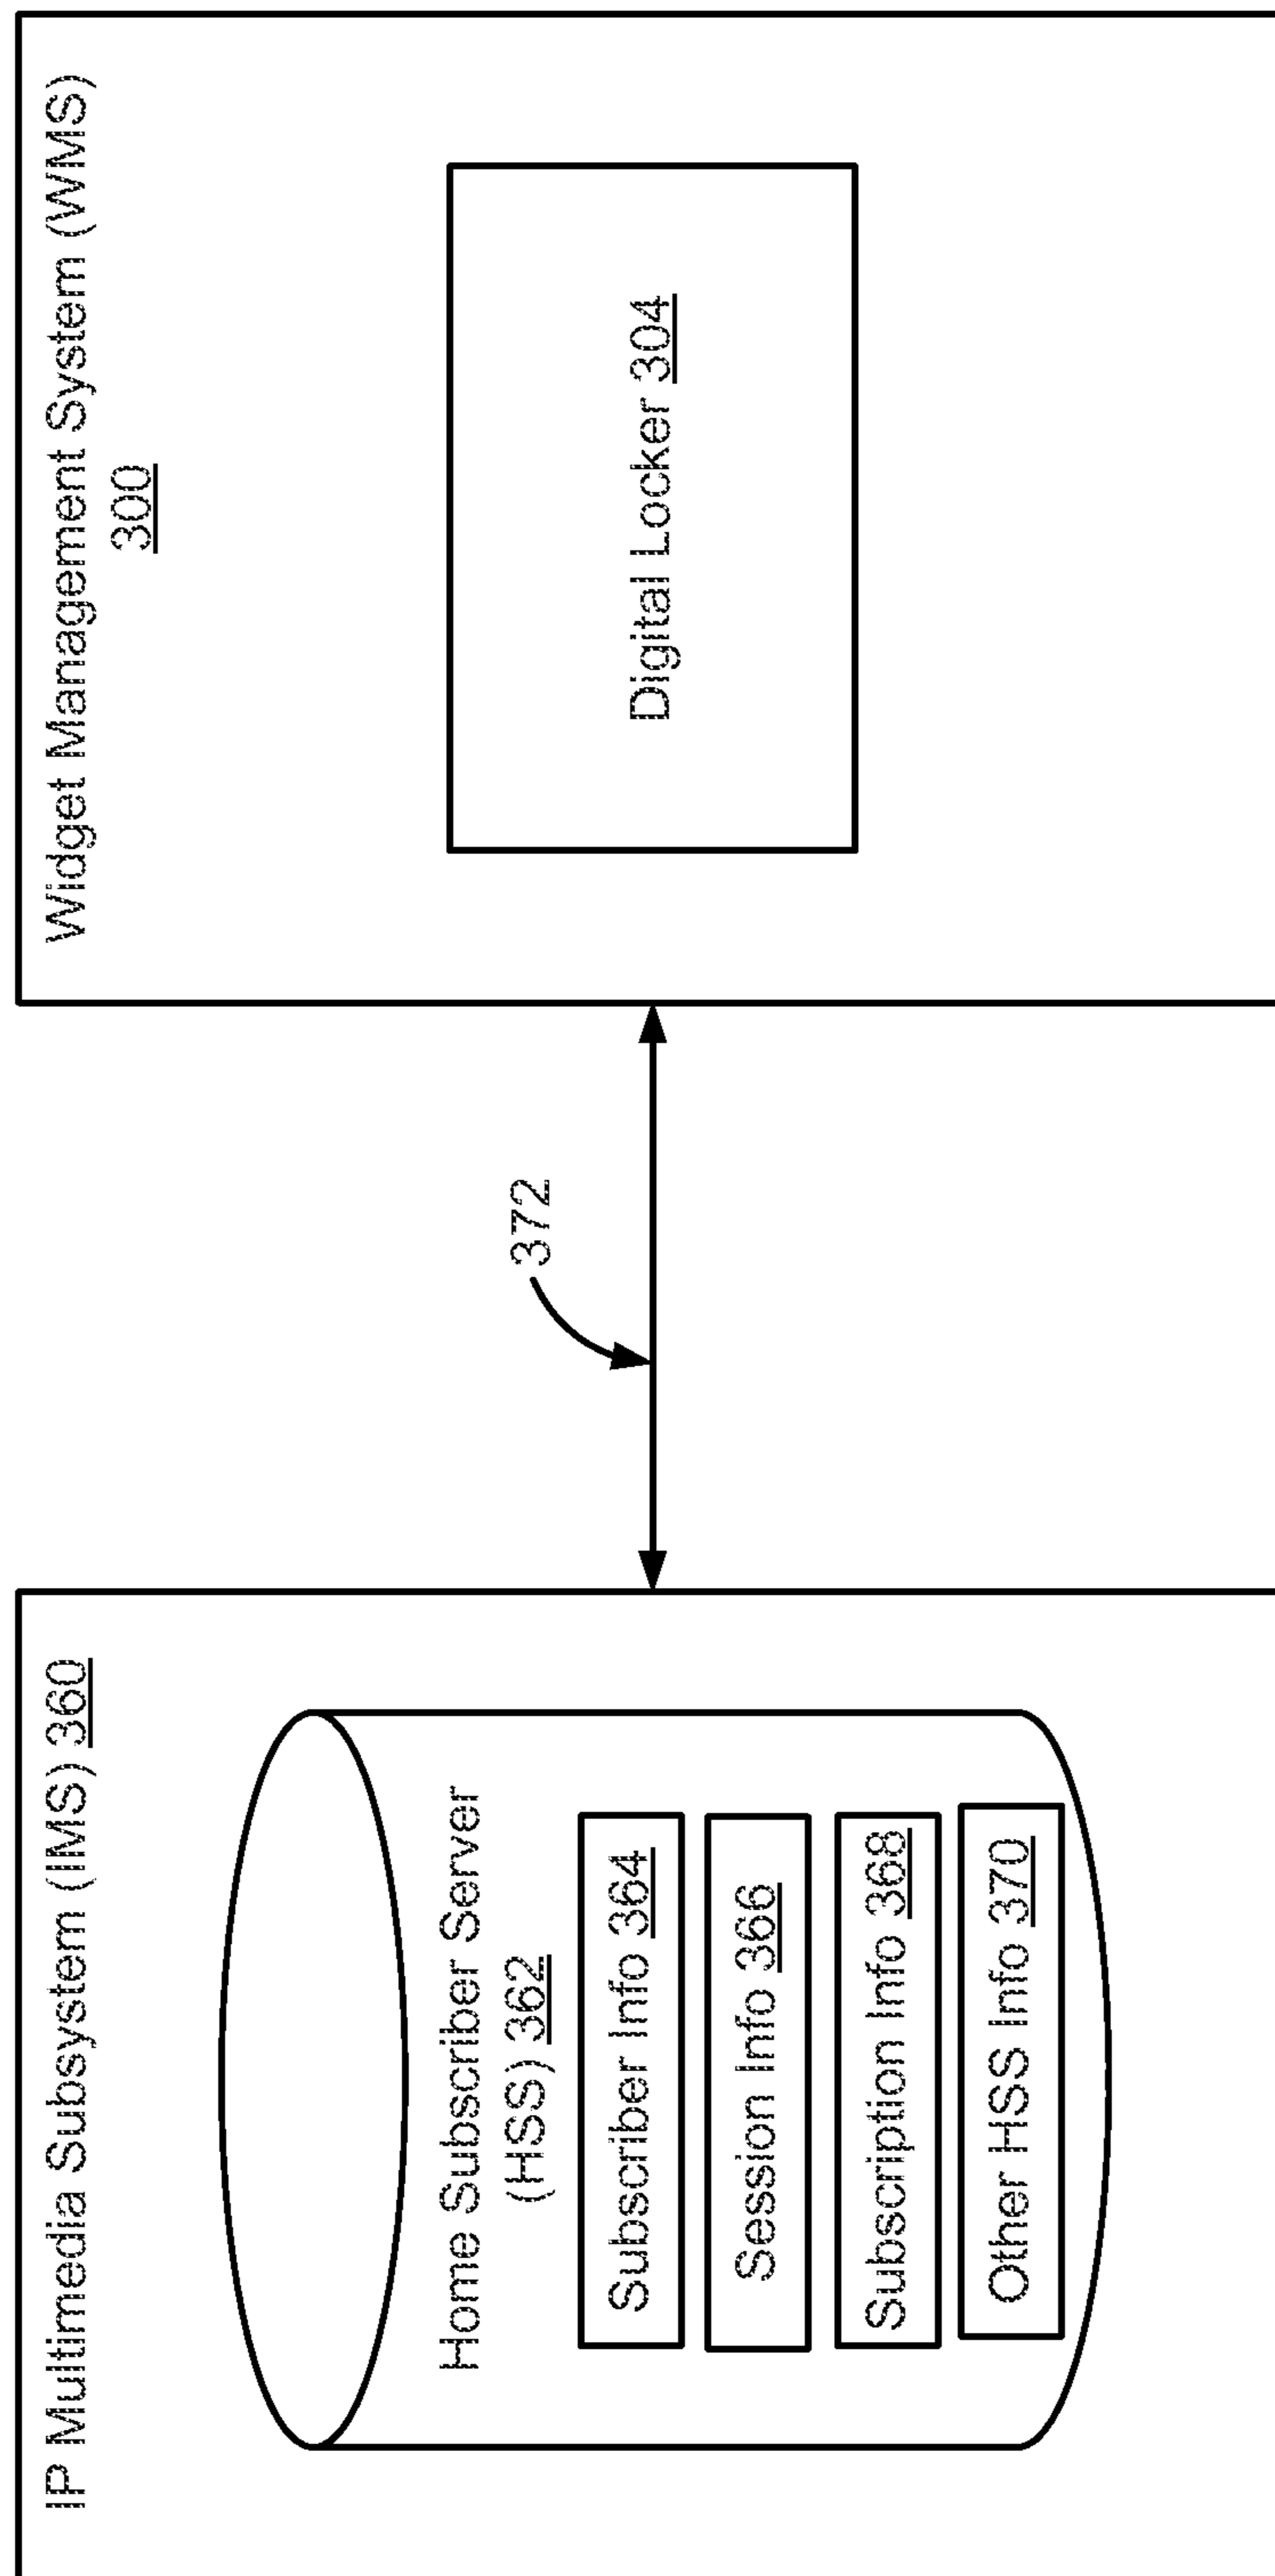 IP Multimedia Subsystem (IMS) 360
Home Subscriber Server
(HSS) 362
Subscriber Info 364
Session Info 366
Subscription Info 368
Other HSS Info 370
372
Widget Management System (WMS)
300
Digital Locker 304